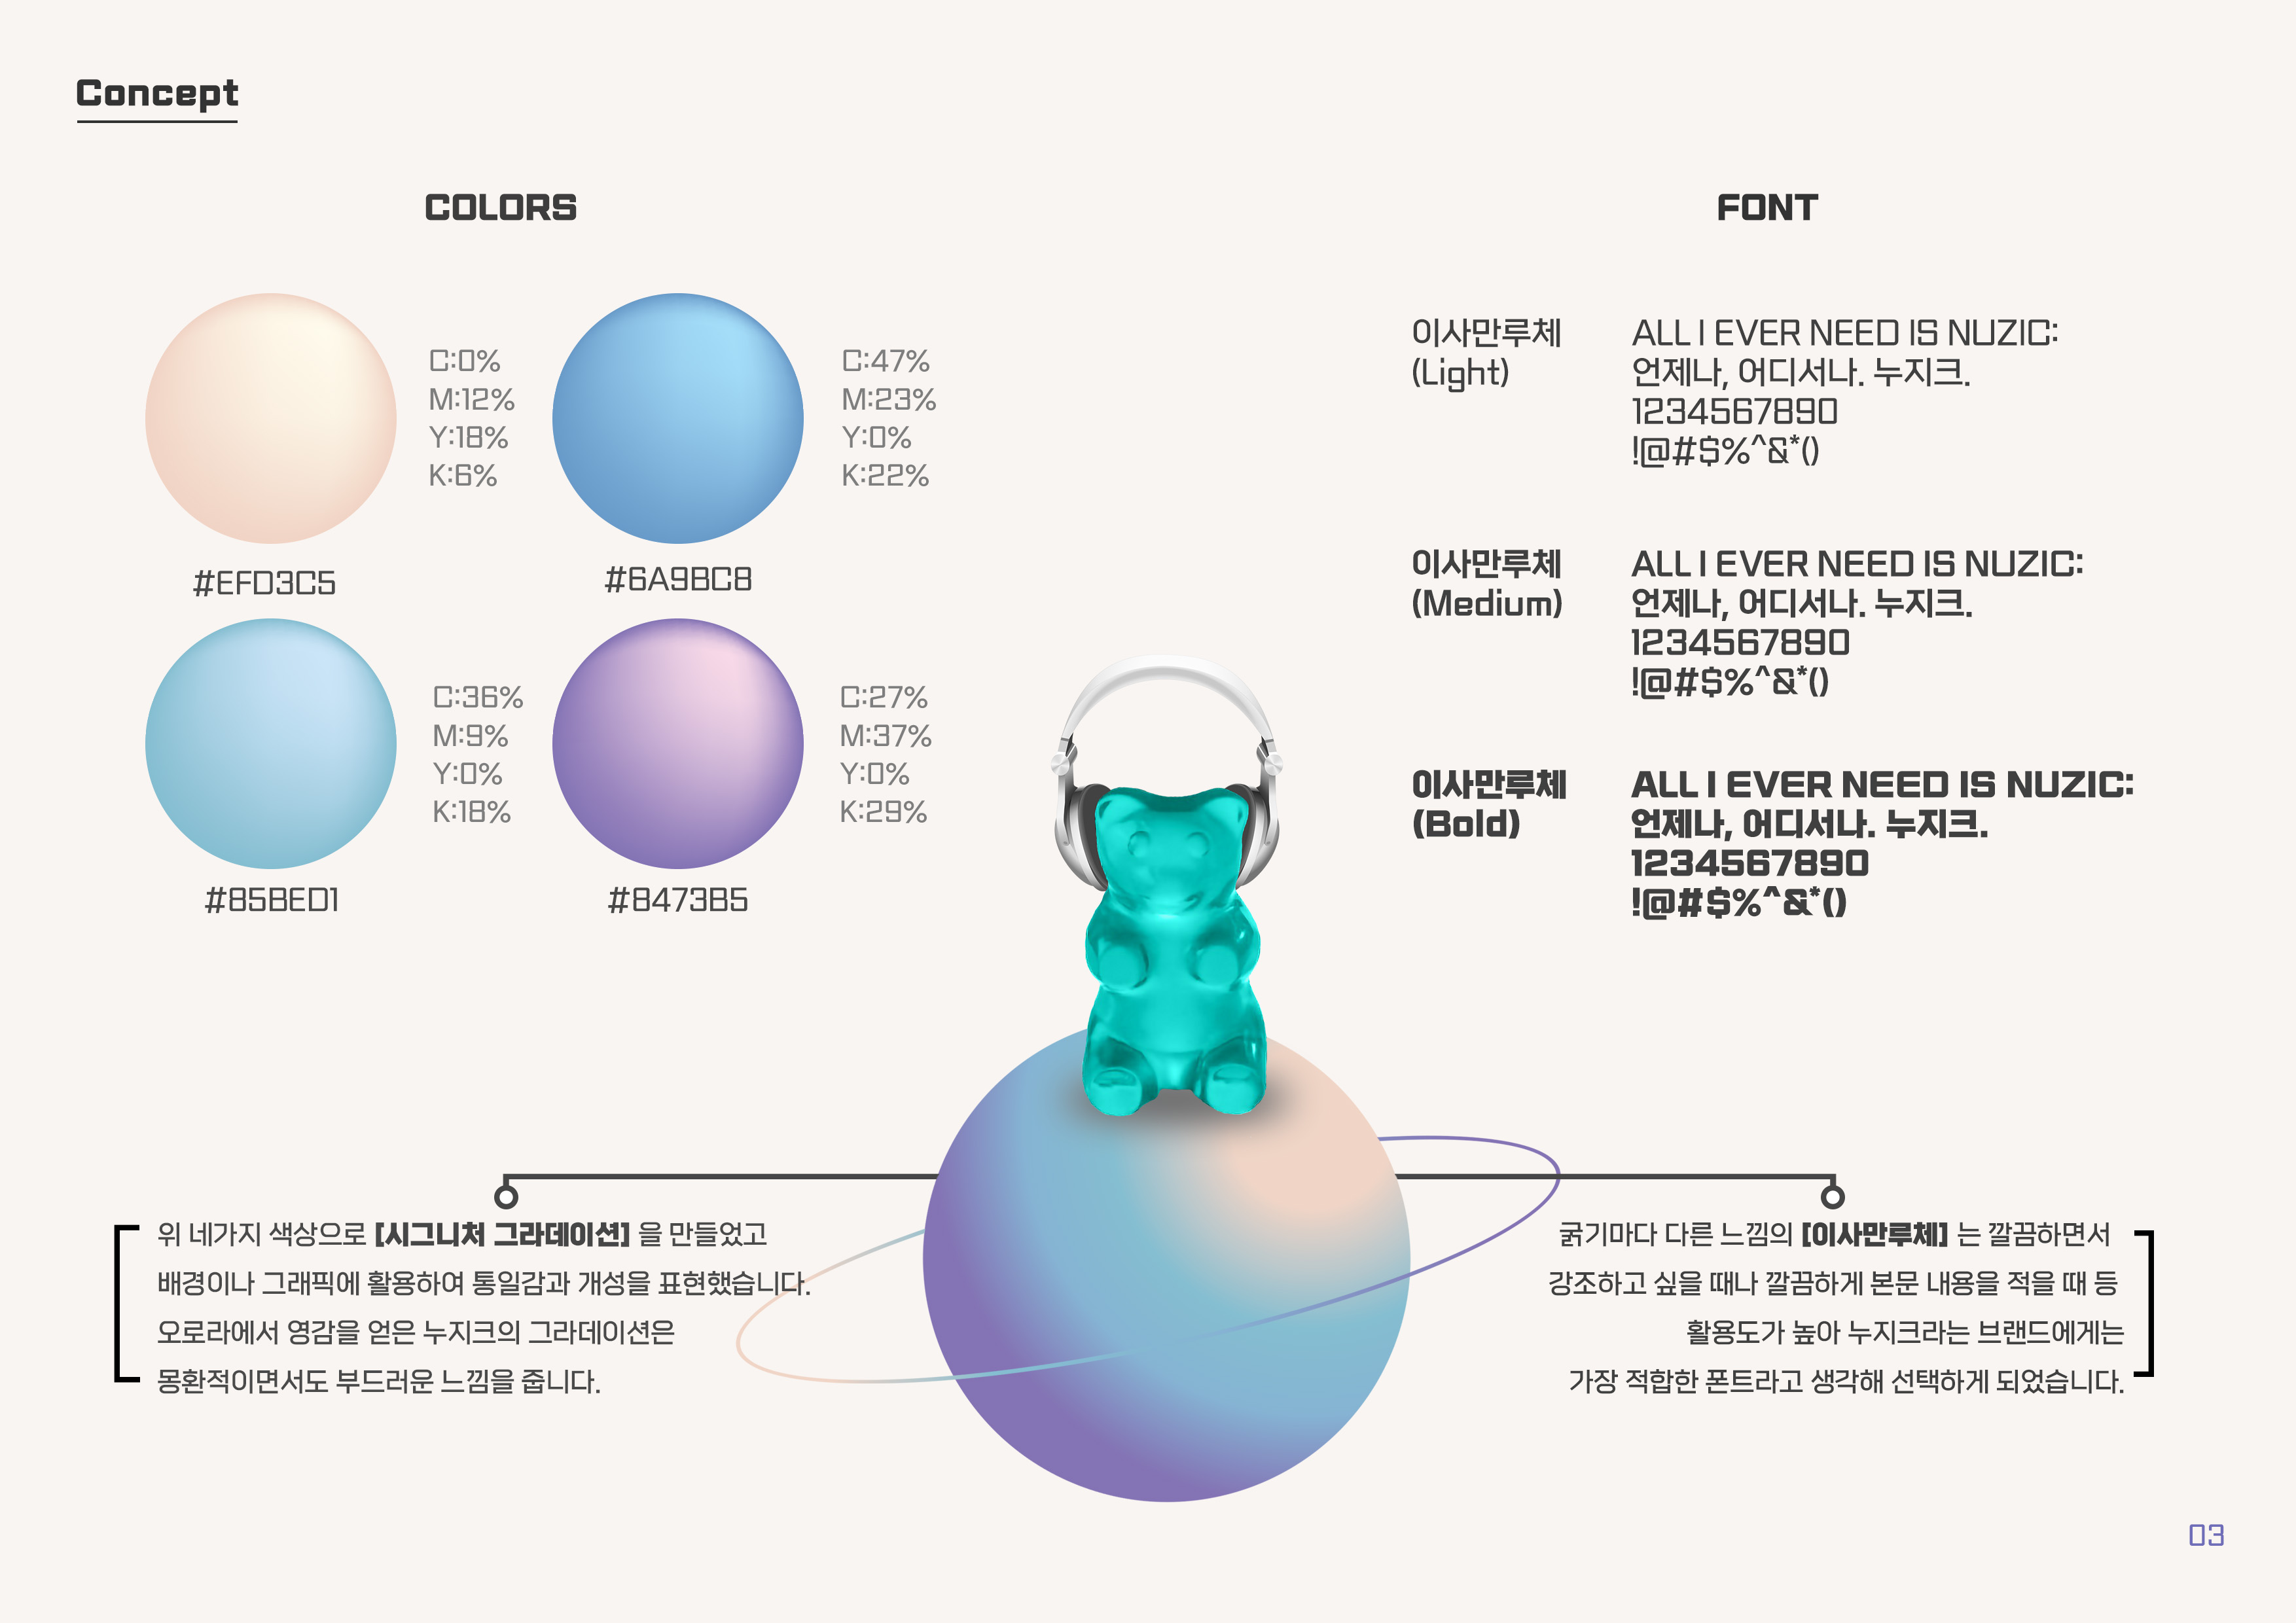 Concept
COLORS
C:0%
M:12%
Y:18%
K:6%
#EFD3C5
C:47%
M:23%
Y:0%
K:22%
#6A9BC8
C:36%
M:9%
Y:0%
K:18%
#85BED1
C:27%
M:37%
Y:0%
K:29%
#8473B5
FONT
이사만루체
(Light)
ALL I EVER NEED IS NUZIC:
언제나, 어디서나. 누지크.
1234567890
!@#$%^&*()
이사만루체
(Medium)
ALL I EVER NEED IS NUZIC:
언제나, 어디서나. 누지크.
1234567890
!@#$%^&*()
이사만루체
(Bold)
ALL I EVER NEED IS NUZIC:
언제나, 어디서나. 누지크.
1234567890
!@#$%^&*()
위 네가지 색상으로 [시그니처 그라데이션] 을 만들었고
배경이나 그래픽에 활용하여 통일감과 개성을 표현했습니다.
오로라에서 영감을 얻은 누지크의 그라데이션은
몽환적이면서도 부드러운 느낌을 줍니다.
굵기마다 다른 느낌의 [이사만루체] 는 깔끔하면서
강조하고 싶을 때나 깔끔하게 본문 내용을 적을 때 등
활용도가 높아 누지크라는 브랜드에게는
가장 적합한 폰트라고 생각해 선택하게 되었습니다.
03